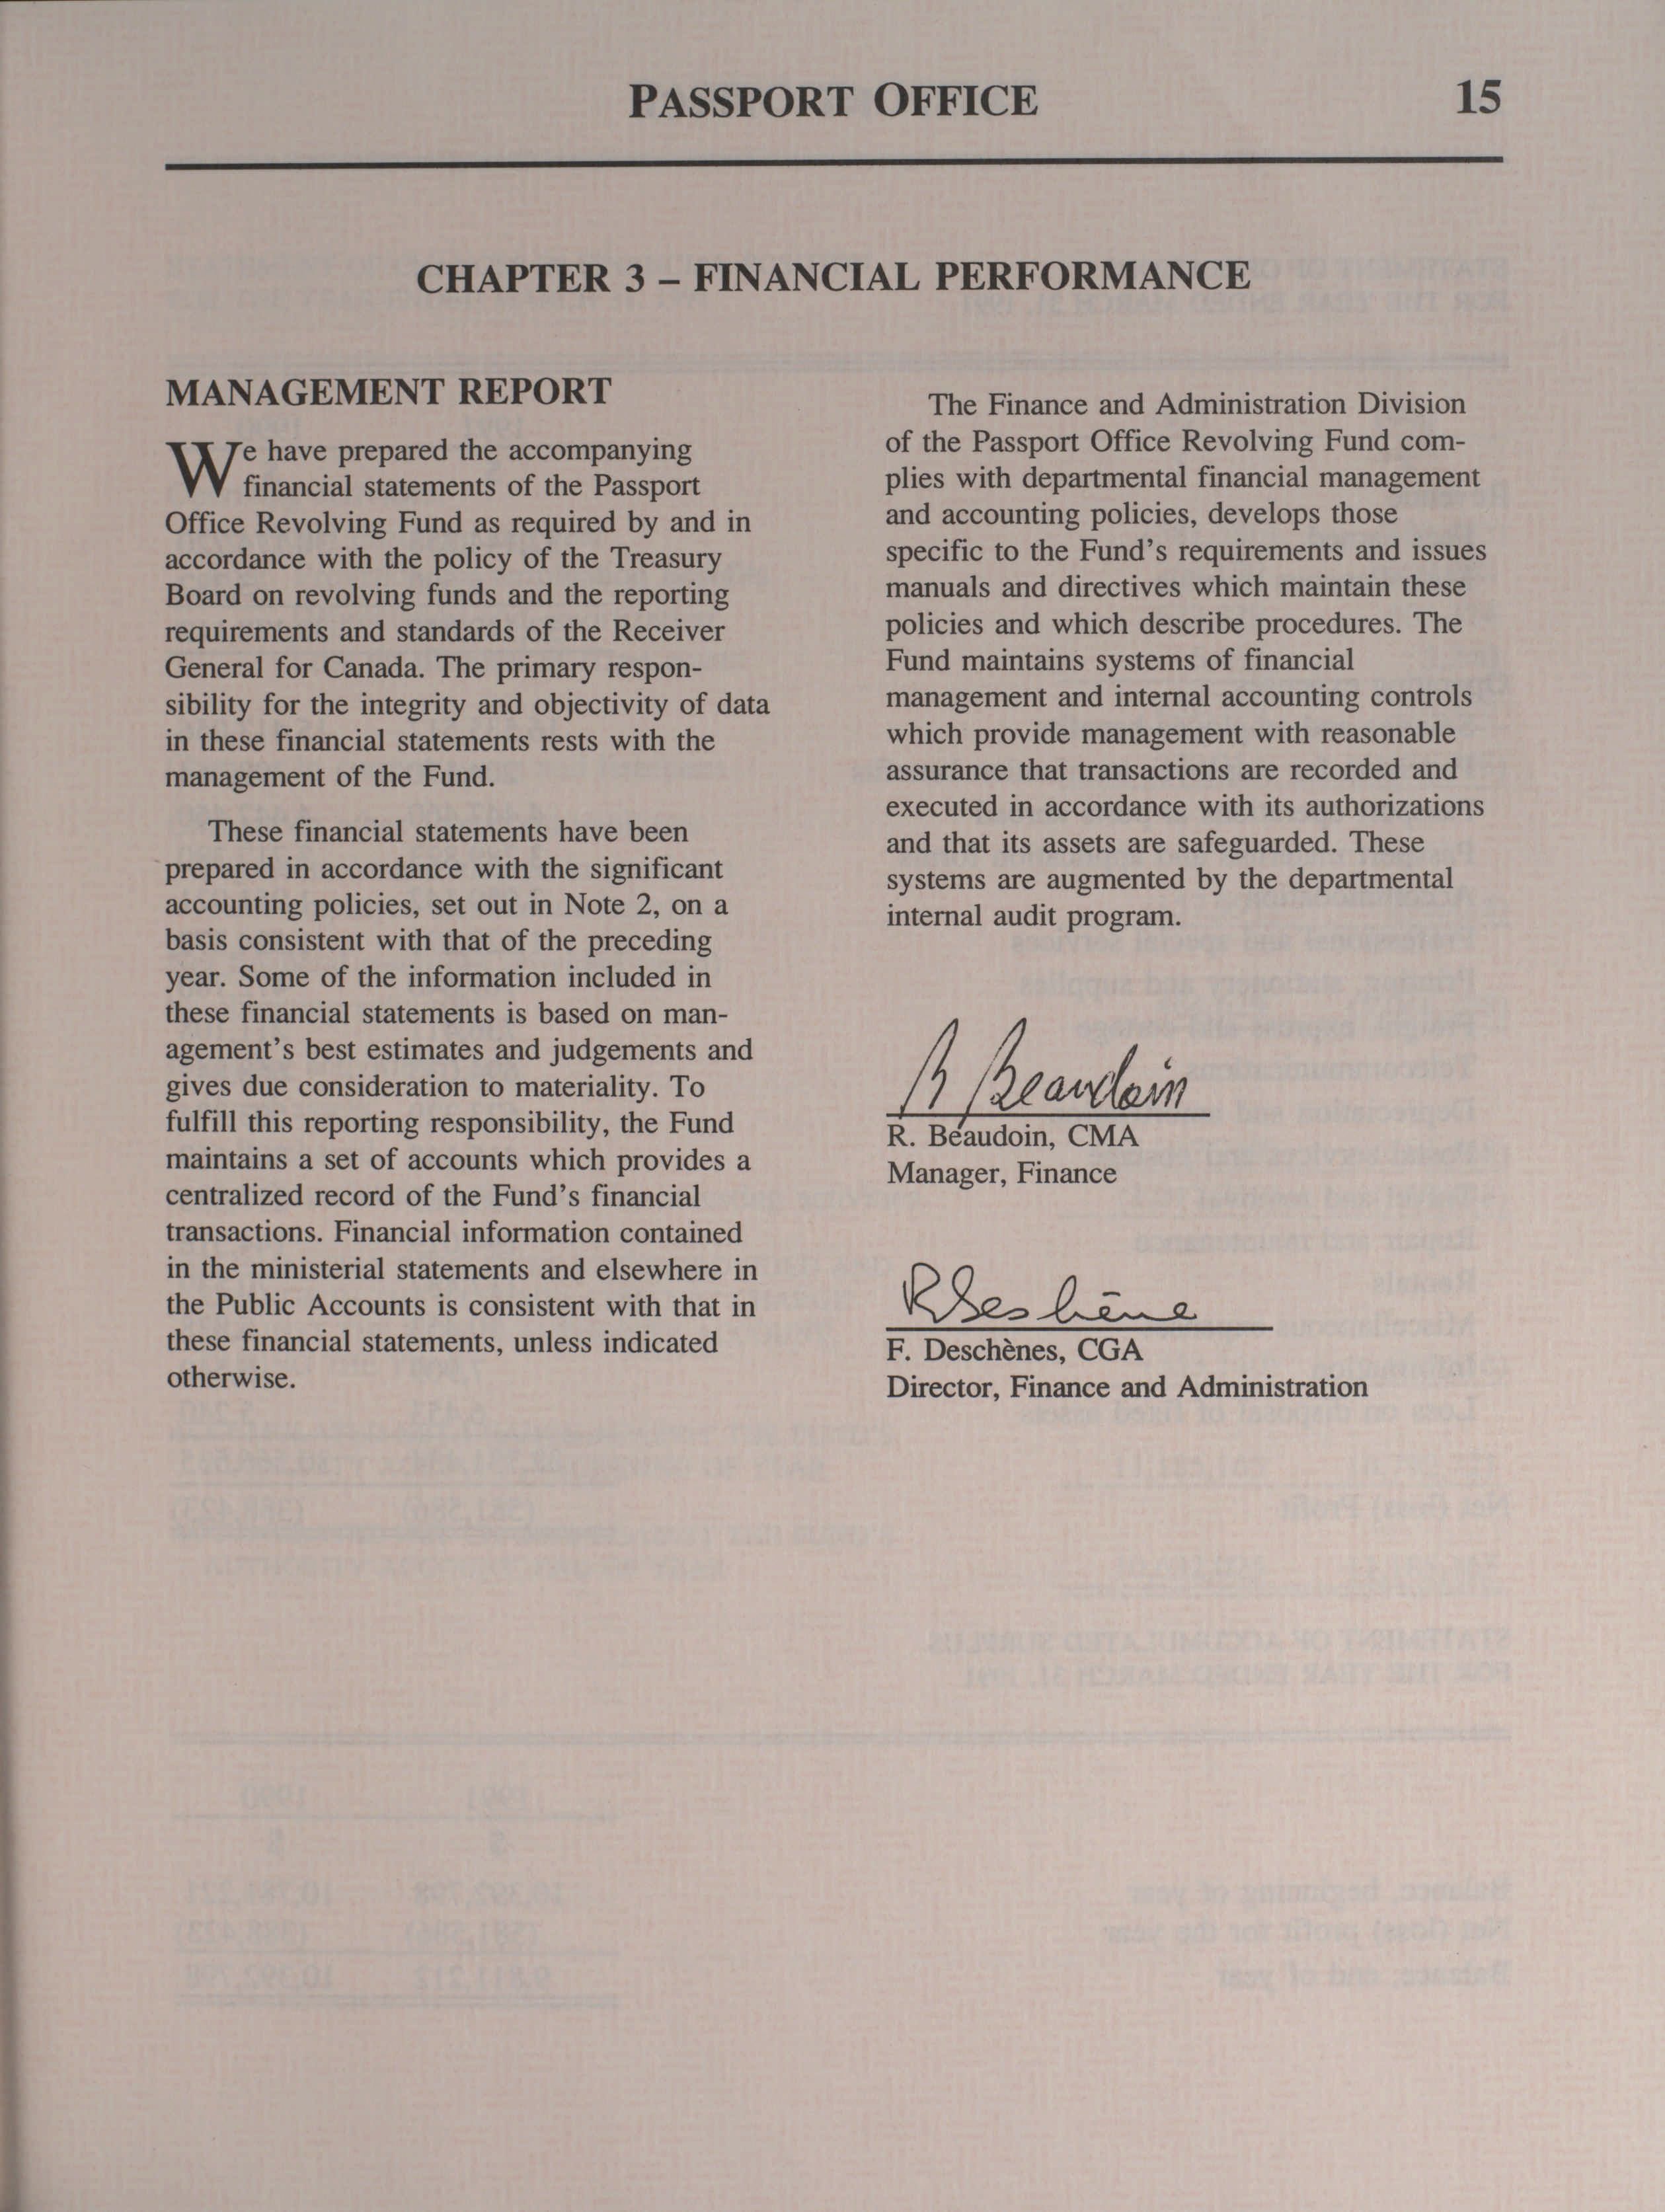 PASSPORT OFFICE
15
CHAPTER 3 – FINANCIAL PERFORMANCE
MANAGEMENT REPORT
We have prepared the accompanying
financial statements of the Passport
Office Revolving Fund as required by and in
accordance with the policy of the Treasury
Board on revolving funds and the reporting
requirements and standards of the Receiver
General for Canada. The primary respon-
sibility for the integrity and objectivity of data
in these financial statements rests with the
management of the Fund.
These financial statements have been
prepared in accordance with the significant
accounting policies, set out in Note 2, on a
basis consistent with that of the preceding
year. Some of the information included in
these financial statements is based on man-
agement's best estimates and judgements and
gives due consideration to materiality. To
fulfill this reporting responsibility, the Fund
maintains a set of accounts which provides a
centralized record of the Fund's financial
transactions. Financial information contained
in the ministerial statements and elsewhere in
the Public Accounts is consistent with that in
these financial statements, unless indicated
otherwise.
The Finance and Administration Division
of the Passport Office Revolving Fund com-
plies with departmental financial management
and accounting policies, develops those
specific to the Fund's requirements and issues
manuals and directives which maintain these
policies and which describe procedures. The
Fund maintains systems of financial
management and internal accounting controls
which provide management with reasonable
assurance that transactions are recorded and
executed in accordance with its authorizations
and that its assets are safeguarded. These
systems are augmented by the departmental
internal audit program.
R Beaudoin
R. Beaudoin, CMA
Manager, Finance
F. Deschènes, CGA
Director, Finance and Administration